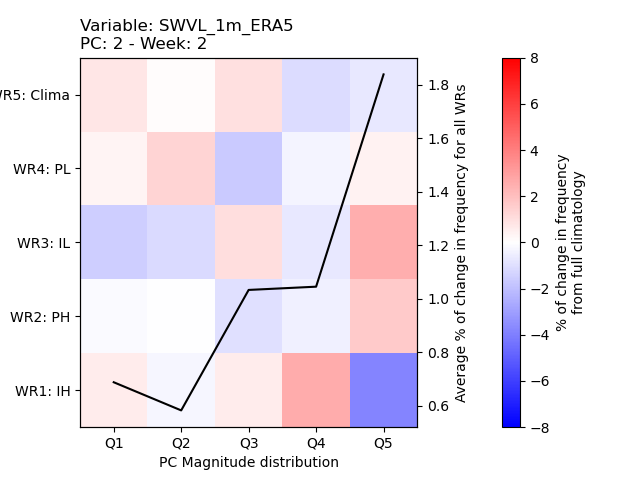 Variable: SWVL_1m_ERA5
PC: 2 - Week: 2
WR5: Clima
WR4: PL
WR3: IL
WR2: PH
WR1: IH
Q1 Q2 Q3 Q4 Q5
PC Magnitude distribution
1.8
1.6
1.4
1.2
1.0
0.8
0.6
Average % of change in frequency for all WRs
8
6
4
2
0
−2
−4
−6
−8
% of change in frequency
from full climatology